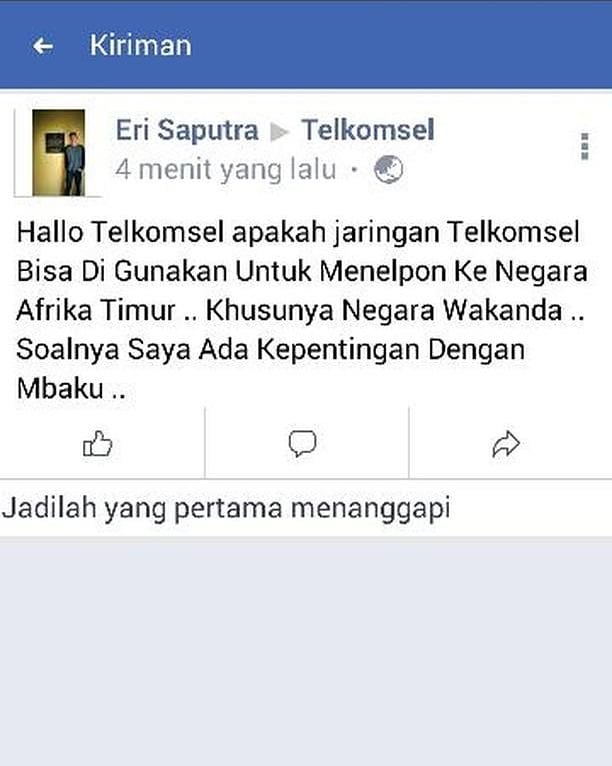 Kiriman
Eri Saputra ▶ Telkomsel
4 menit yang lalu ·
Hallo Telkomsel apakah jaringan Telkomsel
Bisa Di Gunakan Untuk Menelpon Ke Negara
Afrika Timur .. Khusunya Negara Wakanda ..
Soalnya Saya Ada Kepentingan Dengan
Mbaku ..
Jadilah yang pertama menanggapi